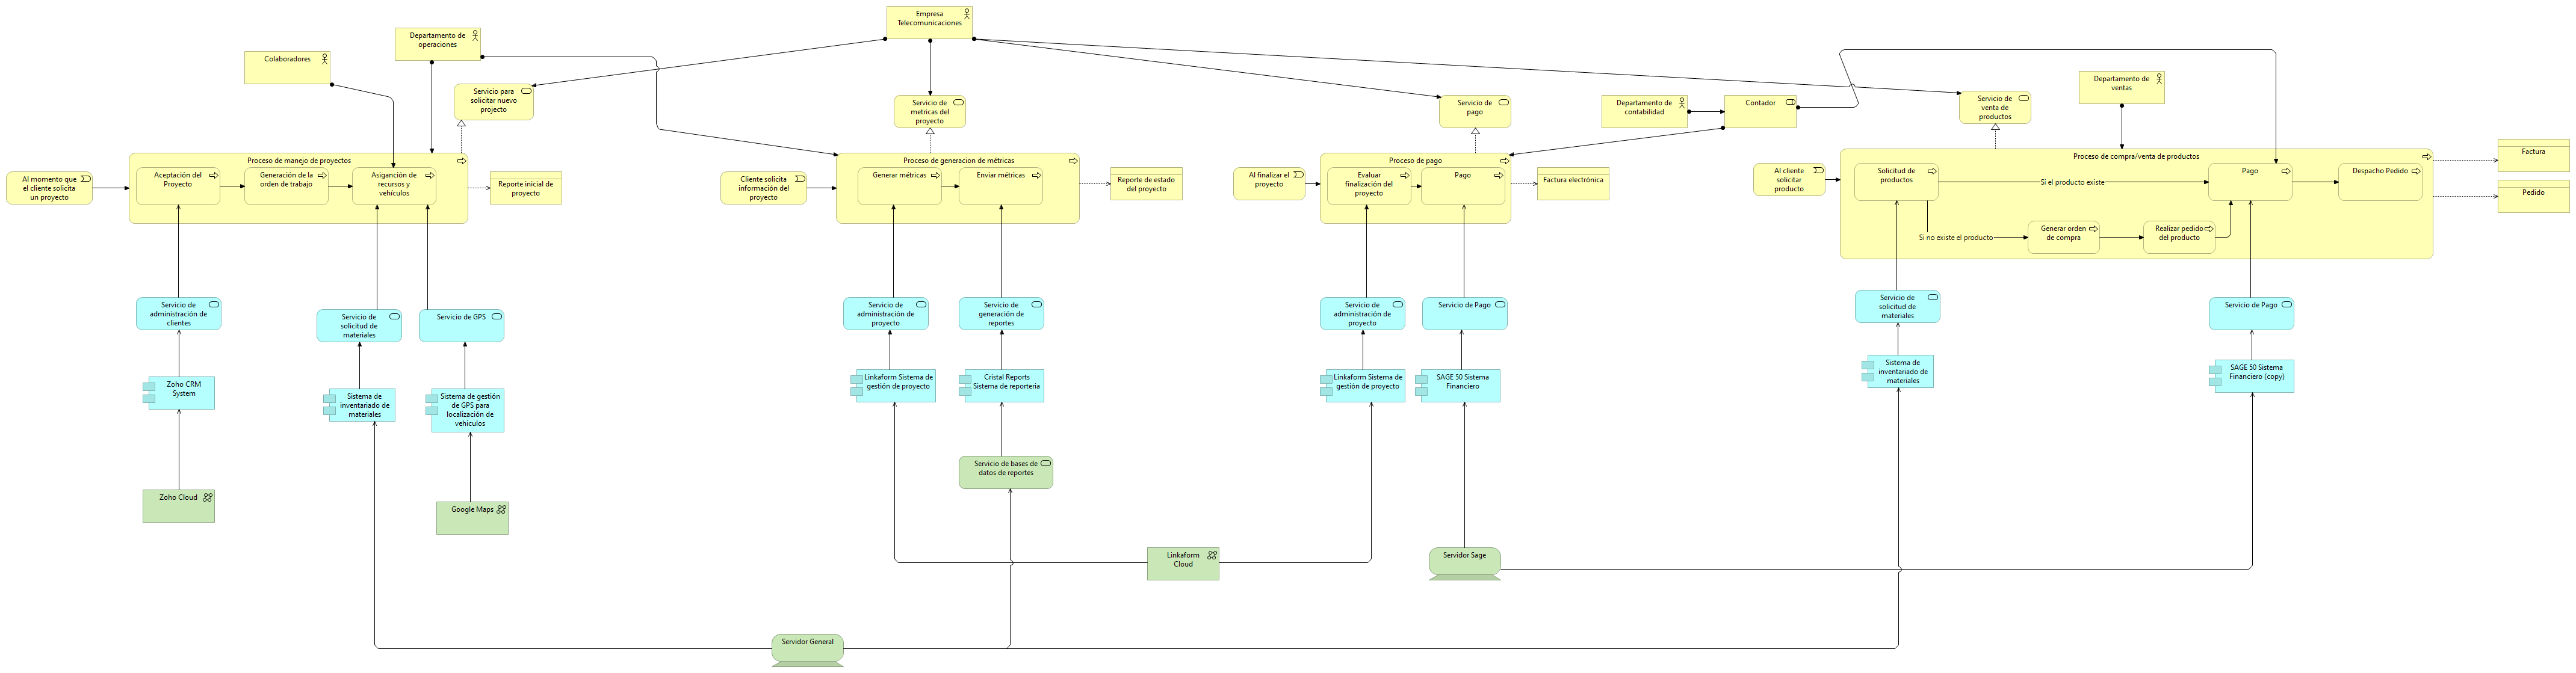 Empresa
Telecomunicaciones
Departamento de
operaciones
Colaboradores
Servicio para
solicitar nuevo
projecto
Servicio de
metricas del
proyecto
Servicio de
pago
Departamento de
contabilidad
Contador
Servicio de
venta de
productos
Departamento de
ventas
Al momento que
el cliente solicita
un proyecto
Proceso de manejo de proyectos
Aceptación del
Proyecto
Generación de la
orden de trabajo
Asigancción de
recursos y
vehículos
Reporte inicial de
proyecto
Cliente solicita
información del
proyecto
Proceso de generacion de métricas
Generar métricas
Enviar métricas
Reporte de estado
del proyecto
Al finalizar el
proyecto
Proceso de pago
Evaluar
finalización del
proyecto
Pago
Factura electrónica
Al cliente
solicitar
producto
Proceso de compra/venta de productos
Solicitud de
productos
Si el producto existe
Pago
Despacho Pedido
Si no existe el producto
Generar orden
de compra
Realizar pedido
del producto
Factura
Pedido
Servicio de
administración de
clientes
Servicio de
solicitud de
materiales
Servicio de GPS
Servicio de
administración de
proyecto
Servicio de
generación de
reportes
Servicio de
administración de
proyecto
Servicio de Pago
Servicio de
solicitud de
materiales
Servicio de Pago
Zoho CRM
System
Sistema de
inventariado de
materiales
Sistema de gestión
de GPS para
localización de
vehiculos
Linkaform Sistema de
gestión de proyecto
Cristal Reports
Sistema de reporteria
Linkaform Sistema de
gestión de proyecto
SAGE 50 Sistema
Financiero
Sistema de
inventariado de
materiales
SAGE 50 Sistema
Financiero (copy)
Zoho Cloud
Google Maps
Servicio de bases de
datos de reportes
Linkaform
Cloud
Servidor Sage
Servidor General